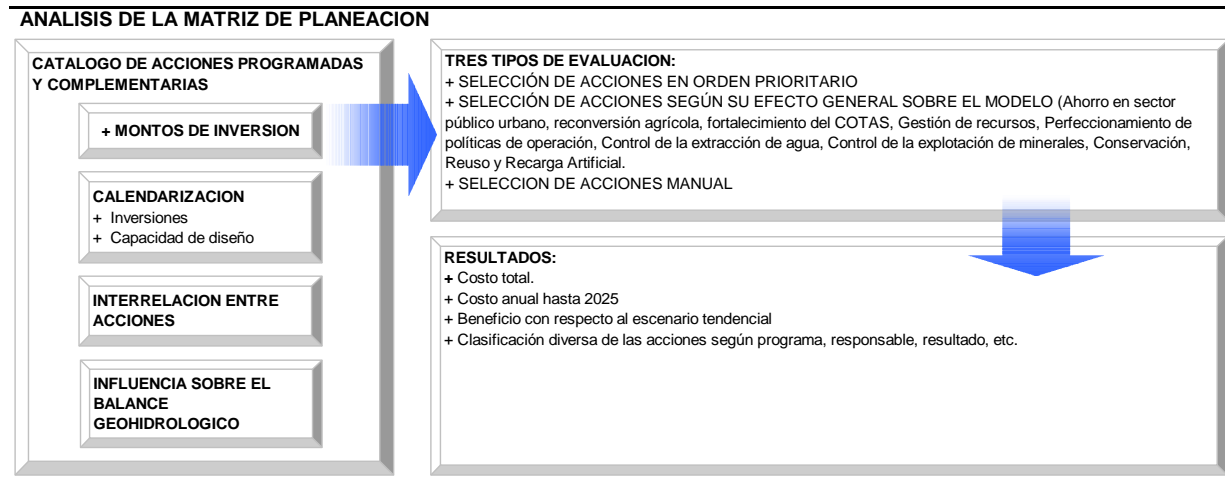 ANALISIS DE LA MATRIZ DE PLANEACION
CATALOGO DE ACCIONES PROGRAMADAS
Y COMPLEMENTARIAS
+ MONTOS DE INVERSION
CALENDARIZACION
+ Inversiones
+ Capacidad de diseño
INTERRELACION ENTRE
ACCIONES
INFLUENCIA SOBRE EL
BALANCE
GEOHIDROLOGICO
TRES TIPOS DE EVALUACION:
+ SELECCIÓN DE ACCIONES EN ORDEN PRIORITARIO
+ SELECCIÓN DE ACCIONES SEGÚN SU EFECTO GENERAL SOBRE EL MODELO (Ahorro en sector
público urbano, reconversión agrícola, fortalecimiento del COTAS, Gestión de recursos, Perfeccionamiento de
políticas de operación, Control de la extracción de agua, Control de la explotación de minerales, Conservación,
Reuso y Recarga Artificial.
+ SELECCION DE ACCIONES MANUAL
RESULTADOS:
+ Costo total.
+ Costo anual hasta 2025
+ Beneficio con respecto al escenario tendencial
+ Clasificación diversa de las acciones según programa, responsable, resultado, etc.